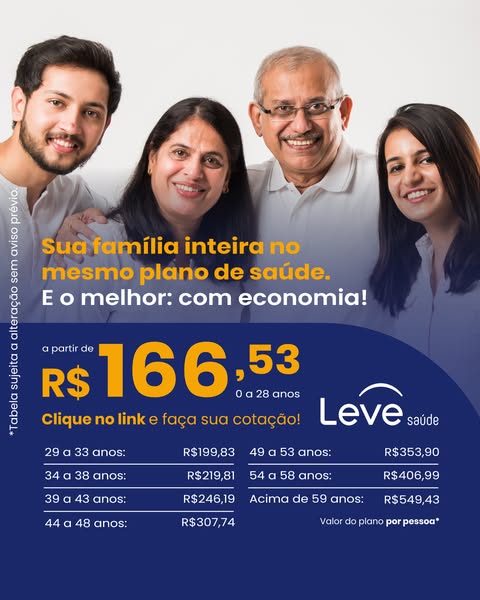 Sua família inteira no
mesmo plano de saúde.
E o melhor: com economia!
a partir de
R$ 166,53
0 a 28 anos
Clique no link e faça sua cotação!
Leve saúde
29 a 33 anos: R$199,83
34 a 38 anos: R$219,81
39 a 43 anos: R$246,19
44 a 48 anos: R$307,74
49 a 53 anos: R$353,90
54 a 58 anos: R$406,99
Acima de 59 anos: R$549,43
Valor do plano por pessoa*
*Tabela sujeita a alteração sem aviso prévio.